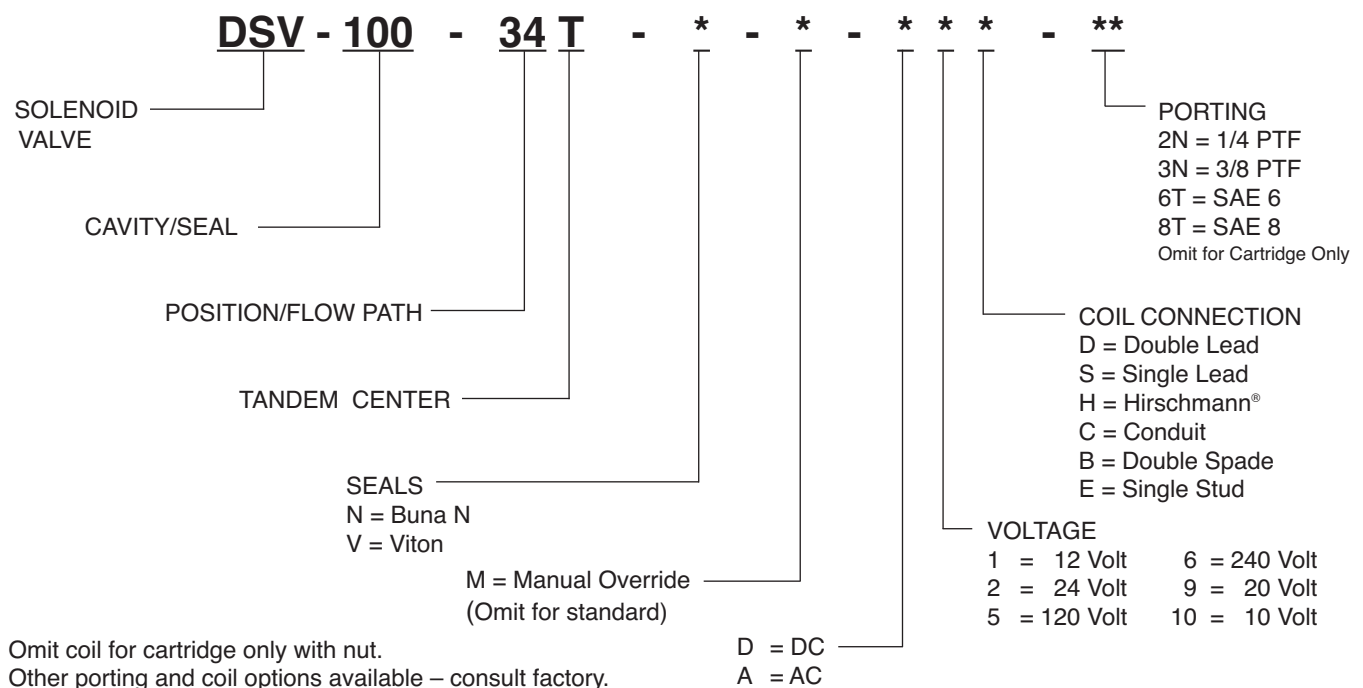 DSV - 100 - 34 T - * - * - * * * - **
SOLENOID
VALVE
CAVITY/SEAL
POSITION/FLOW PATH
TANDEM CENTER
SEALS
N = Buna N
V = Viton
M = Manual Override
(Omit for standard)
D = DC
A = AC
VOLTAGE
1 = 12 Volt 6 = 240 Volt
2 = 24 Volt 9 = 20 Volt
5 = 120 Volt 10 = 10 Volt
COIL CONNECTION
D = Double Lead
S = Single Lead
H = Hirschmann®
C = Conduit
B = Double Spade
E = Single Stud
PORTING
2N = 1/4 PTF
3N = 3/8 PTF
6T = SAE 6
8T = SAE 8
Omit for Cartridge Only
Omit coil for cartridge only with nut.
Other porting and coil options available – consult factory.